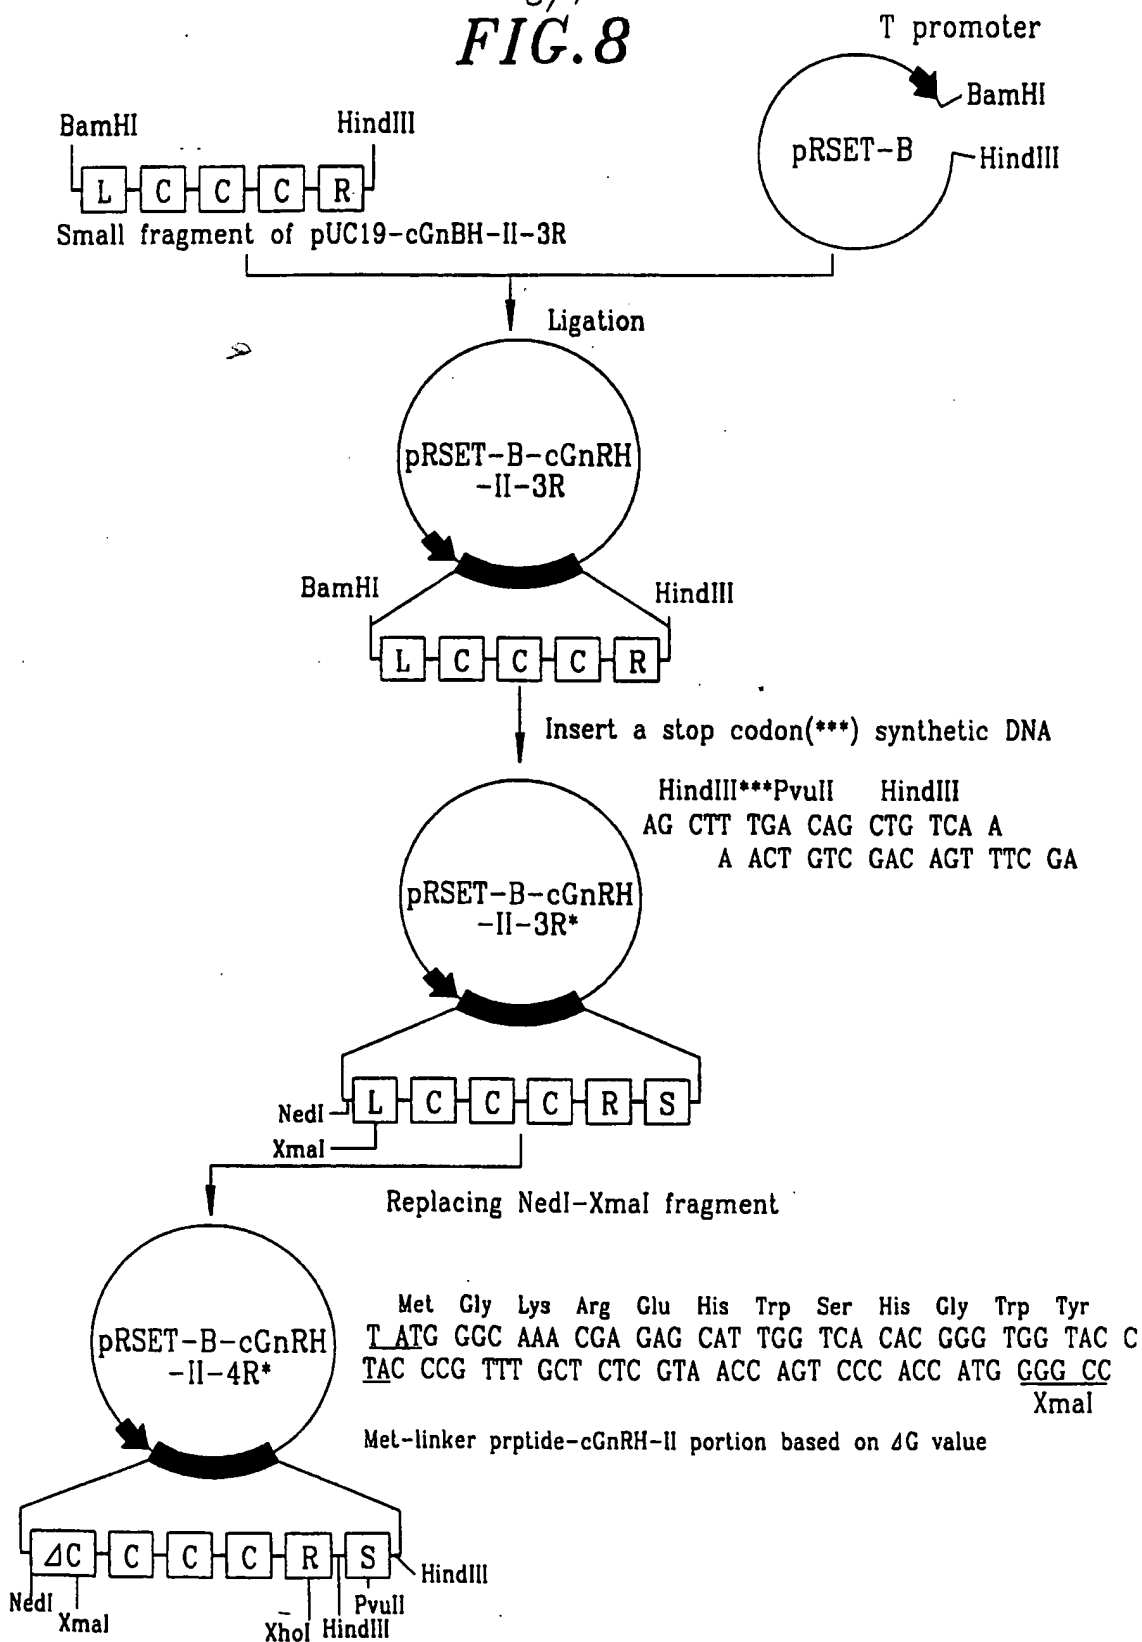 FIG.8
T promoter
BamHI
HindIII
pRSET-B
BamHI HindIII
L C C C R
Small fragment of pUC19-cGnBH-II-3R
Ligation
pRSET-B-cGnRH
-II-3R
BamHI HindIII
L C C C R
Insert a stop codon(***) synthetic DNA
HindIII***PvuII HindIII
AG CTT TGA CAG CTG TCA A
A ACT GTC GAC AGT TTC GA
pRSET-B-cGnRH
-II-3R*
L C C C R S
NedI
XmaI
Replacing NedI-XmaI fragment
Met Gly Lys Arg Glu His Trp Ser His Gly Trp Tyr
T ATG GGC AAA CGA GAG CAT TGG TCA CAC GGG TGG TAC C
TAC CCG TTT GCT CTC GTA ACC AGT CCC ACC ATG GGG CC
XmaI
pRSET-B-cGnRH
-II-4R*
Met-linker prptide-cGnRH-II portion based on ΔG value
ΔC C C C R S
HindIII
NedI XmaI XhoI HindIII PvuII